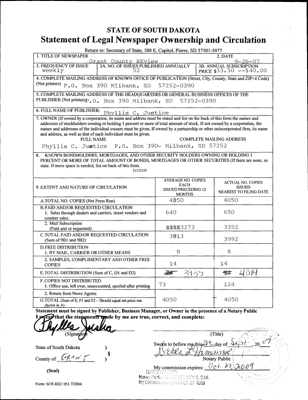 STATE OF SOUTH DAKOTA
Statement of Legal Newspaper Ownership and Circulation
Return to: Secretary of State, 500 E. Capitol, Pierre, SD 57501-5077
1. TITLE OF NEWSPAPER
Grant County Review
2. DATE
9-26-07
3. FREQUENCY OF ISSUE
weekly
3A. NO. OF ISSUES PUBLISHED ANNUALLY
52
3B. ANNUAL SUBSCRIPTION
PRICE $33.50 --$40.00
4. COMPLETE MAILING ADDRESS OF KNOWN OFFICE OF PUBLICATION (Street, City, County, State and ZIP+4 Code)
(Not printers) P.O. Box 390 Milbank, SD 57252-0390
5. COMPLETE MAILING ADDRESS OF THE HEADQUARTERS OR GENERAL BUSINESS OFFICES OF THE
PUBLISHER (Not printers) P.O. Box 390 Milbank, SD 57252-0390
6. FULL NAME OF PUBLISHER:
Phyllis C. Justice
7. OWNER (If owned by a corporation, its name and address must be stated and list on the back of this form the names and
addresses of stockholders owning or holding 1 percent or more of total amount of stock. If not owned by a corporation, the
names and addresses of the individual owners must be given. If owned by a partnership or other unincorporated firm, its name
and address, as well as that of each individual must be given.
FULL NAME COMPLETE MAILING ADDRESS
Phyllis C. Justice P.O. Box 390- Milbank, SD 57252
8. KNOWN BONDHOLDERS, MORTGAGES, AND OTHER SECURITY HOLDERS OWNING OR HOLDING 1
PERCENT OR MORE OF TOTAL AMOUNT OF BONDS, MORTGAGES OR OTHER SECURITIES (If there are none, so
state. If more space is needed, list on back of this form.
none
9. EXTENT AND NATURE OF CIRCULATION
AVERAGE NO. COPIES
EACH
ISSUED PRECEDING 12
MONTHS
ACTUAL NO. COPIES
ISSUED
NEAREST TO FILING DATE
A.TOTAL NO. COPIES (Net Press Run) 4050 4050
B.PAID AND/OR REQUESTED CIRCULATION
1. Sales through dealers and carriers, street vendors and
counter sales. 640 650
2. Mail Subscription
(Paid and or requested) 3273 3352
C.TOTAL PAID AND/OR REQUESTED CIRCULATION
(Sum of 9B1 and 9B2) 3913 3992
D.FREE DISTRIBUTION
1. BY MAIL, CARRIER OR OTHER MEANS 8 8
2. SAMPLES, COMPLIMENTARY AND OTHER FREE
COPIES 14 14
E.TOTAL DISTRIBUTION (Sum of C, D1 and D2)
F.COPIES NOT DISTRIBUTED
1. Office use, left over, unaccounted, spoiled after printing 73 124
2. Return from News Agents
G.TOTAL (Sum of E, F1 and F2 - Should equal net press run
shown in A) 4050 4050
Statement must be signed by Publisher, Business Manager, or Owner in the presence of a Notary Public
I certify that the statements made by me are true, correct, and complete:
Phyllis Justice
(Signed) (Title)
State of South Dakota )
County of GRANT )
(Seal)
Sworn to before me this day of Sept. 2007
Notary Public
My commission expires:
Form: SOS REC 051 7/2004